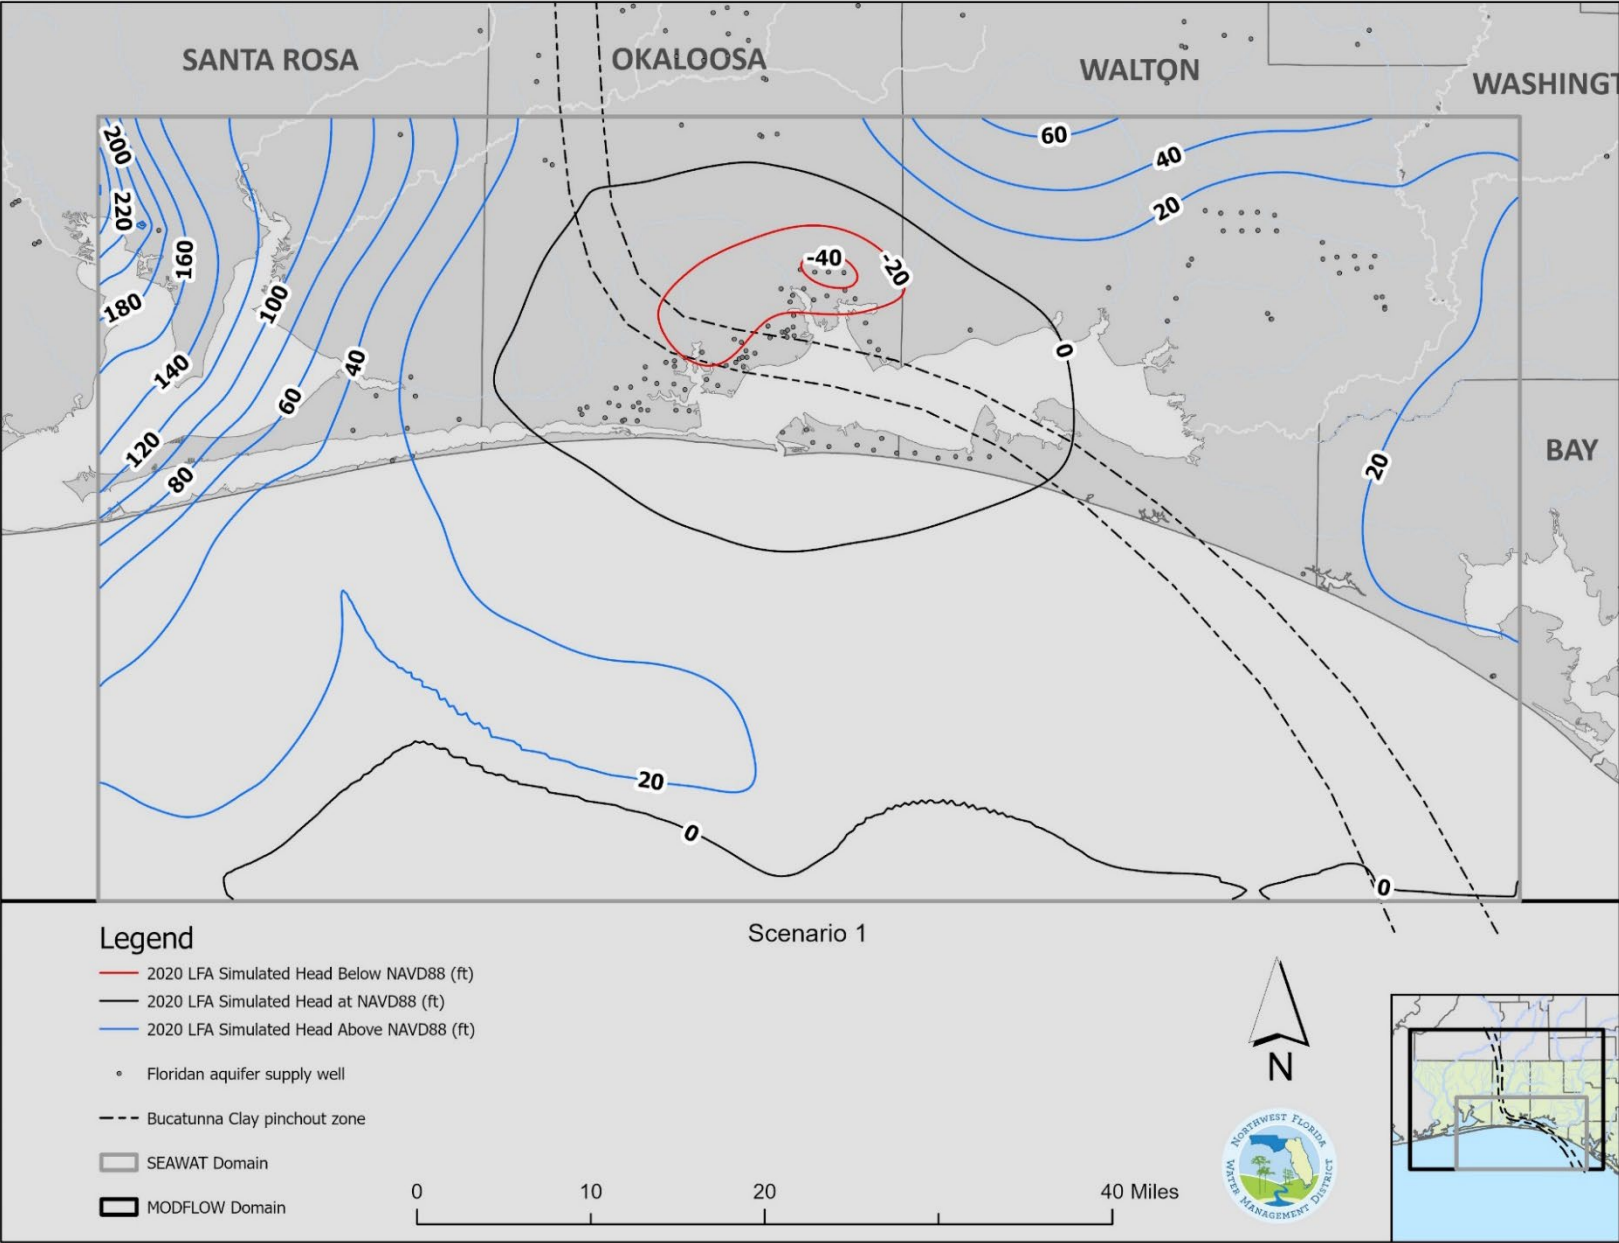 SANTA ROSA
OKALOOSA
WALTON
WASHINGT
200
60
40
20
220
160
-40
-20
180
100
0
140
40
60
120
80
20
BAY
20
0
0
Scenario 1
Legend
2020 LFA Simulated Head Below NAVD88 (ft)
2020 LFA Simulated Head at NAVD88 (ft)
2020 LFA Simulated Head Above NAVD88 (ft)
Floridan aquifer supply well
Bucatunna Clay pinchout zone
SEAWAT Domain
MODFLOW Domain
0 10 20 40 Miles
N
NORTHWEST FLORIDA
WATER MANAGEMENT DISTRICT